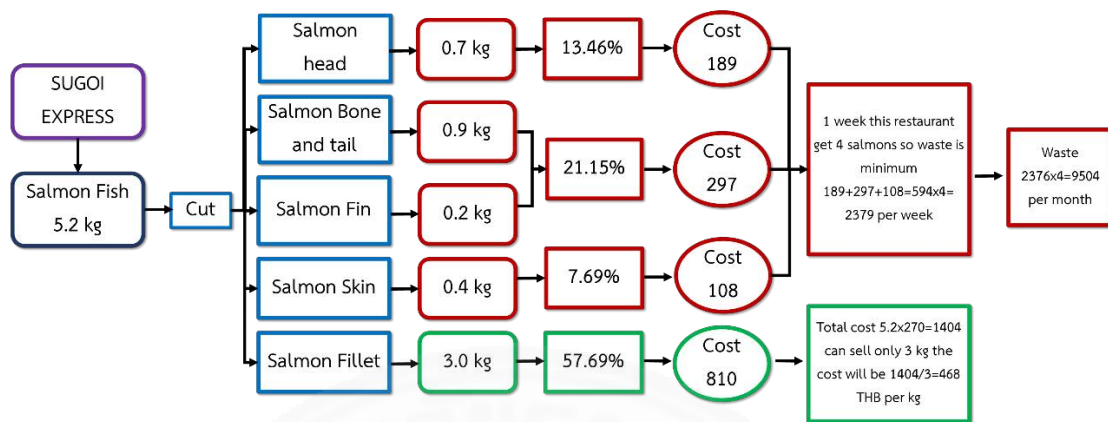 SUGOI
EXPRESS
Salmon Fish
5.2 kg
Cut
Salmon
head
0.7 kg
13.46%
Cost
189
Salmon Bone
and tail
0.9 kg
Salmon Fin
0.2 kg
21.15%
Cost
297
Salmon Skin
0.4 kg
7.69%
Cost
108
Salmon Fillet
3.0 kg
57.69%
Cost
810
1 week this restaurant
get 4 salmons so waste is
minimum
189+297+108=594x4=
2379 per week
Waste
2376x4=9504
per month
Total cost 5.2x270=1404
can sell only 3 kg the
cost will be 1404/3=468
THB per kg